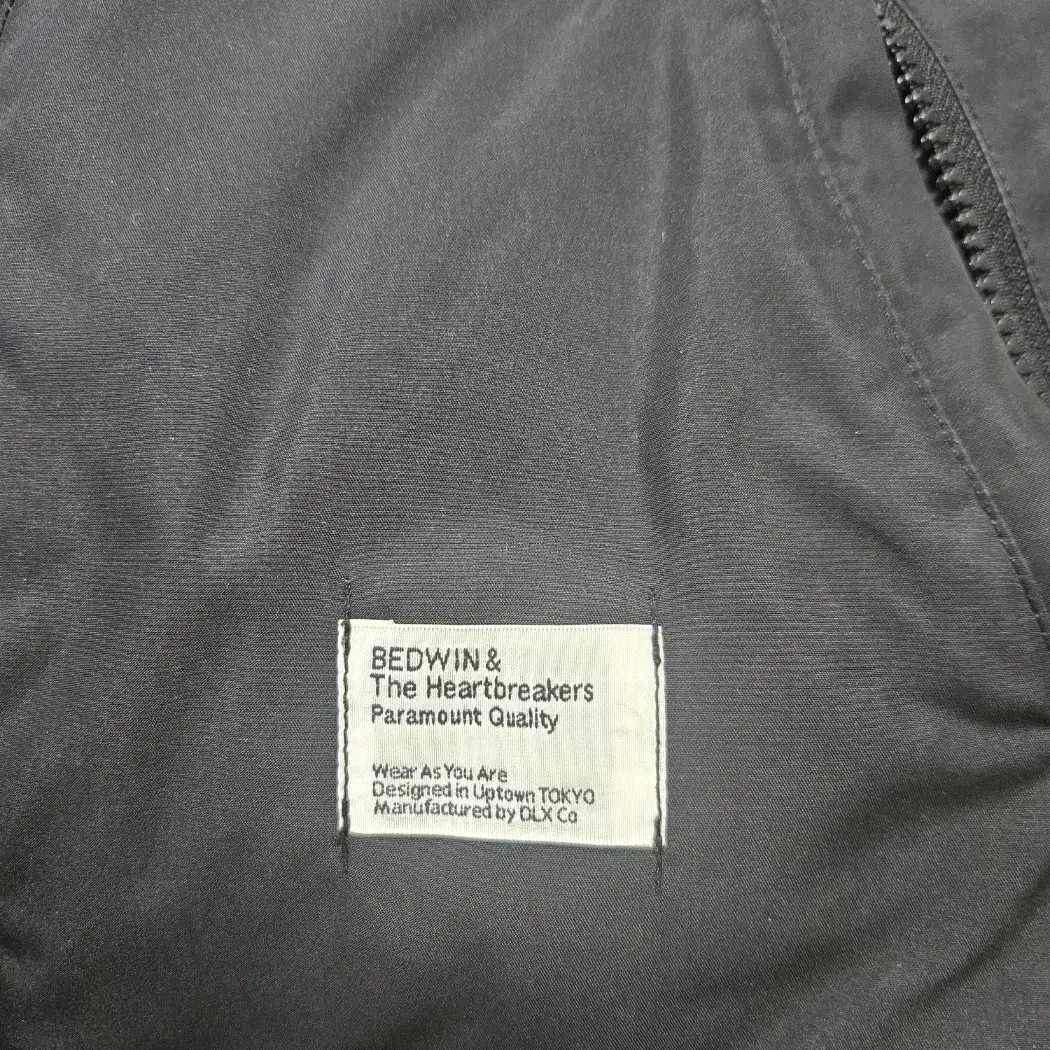 BEDWIN &
The Heartbreakers
Paramount Quality
Wear As You Are
Designed in Uptown TOKYO
Manufactured by DLX Co